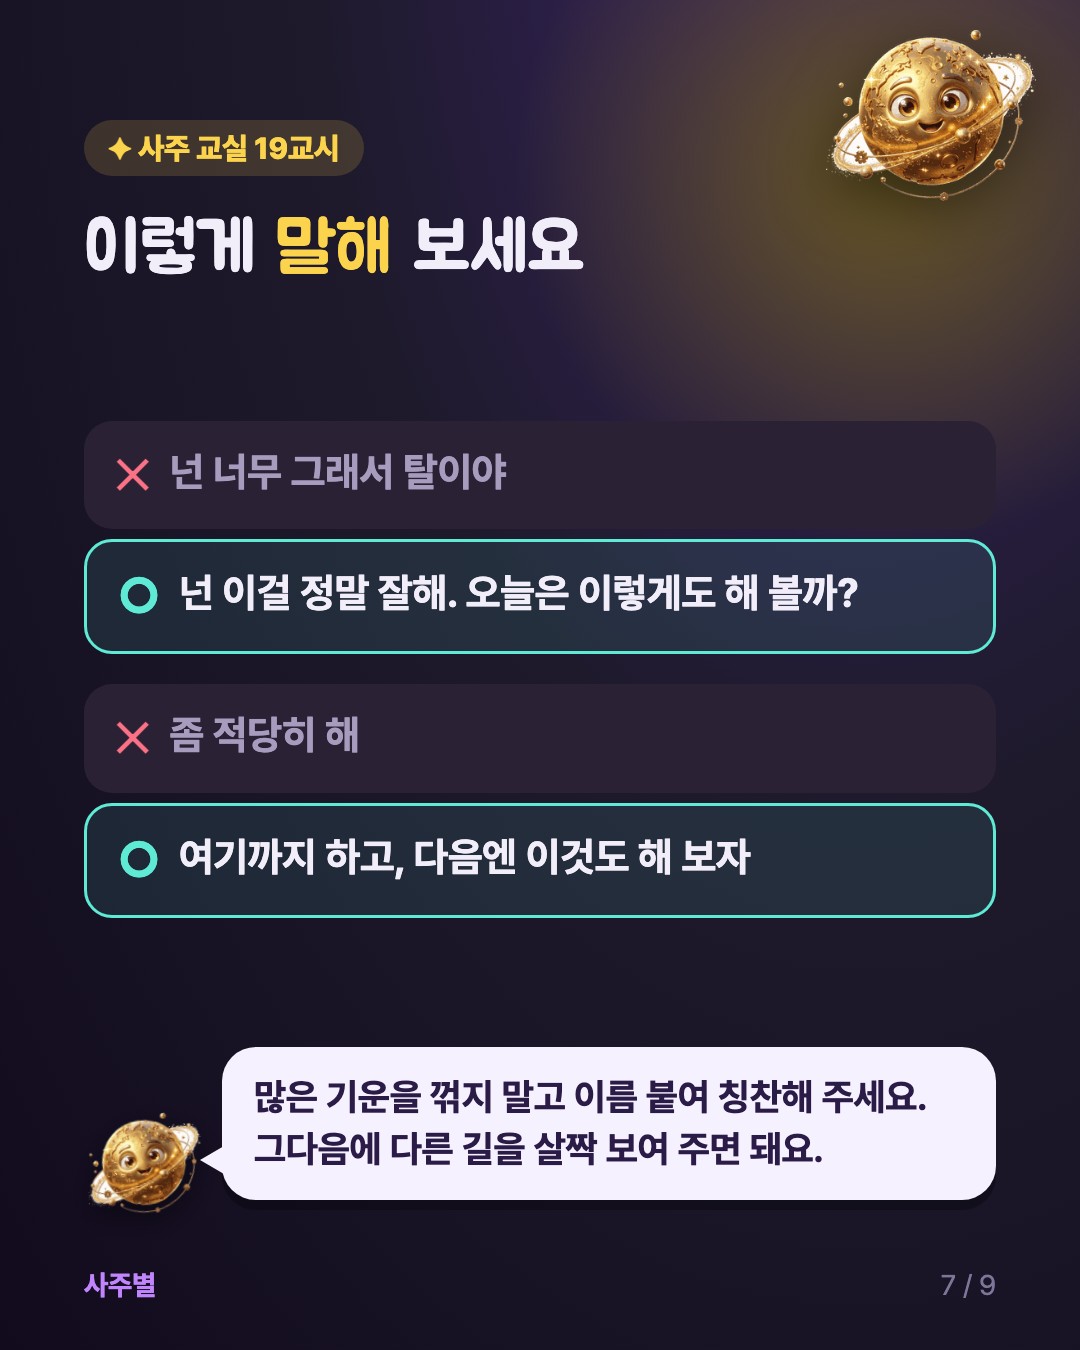 ✦ 사주 교실 19교시
이렇게 말해 보세요
✕ 넌 너무 그래서 탈이야
○ 넌 이걸 정말 잘해. 오늘은 이렇게도 해 볼까?
✕ 좀 적당히 해
○ 여기까지 하고, 다음엔 이것도 해 보자
많은 기운을 꺾지 말고 이름 붙여 칭찬해 주세요.
그다음에 다른 길을 살짝 보여 주면 돼요.
사주별
7 / 9